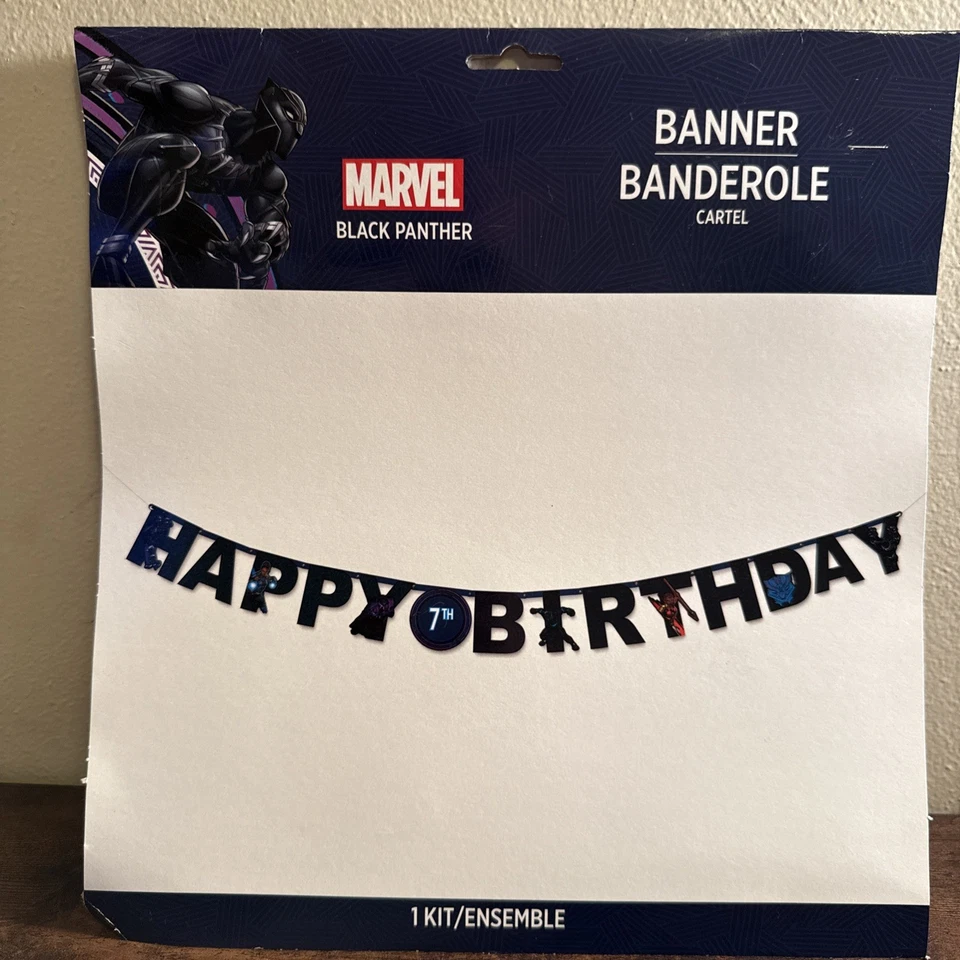 MARVEL
BLACK PANTHER
BANNER
BANDEROLE
CARTEL
HAPPY 7TH BIRTHDAY
1 KIT/ENSEMBLE